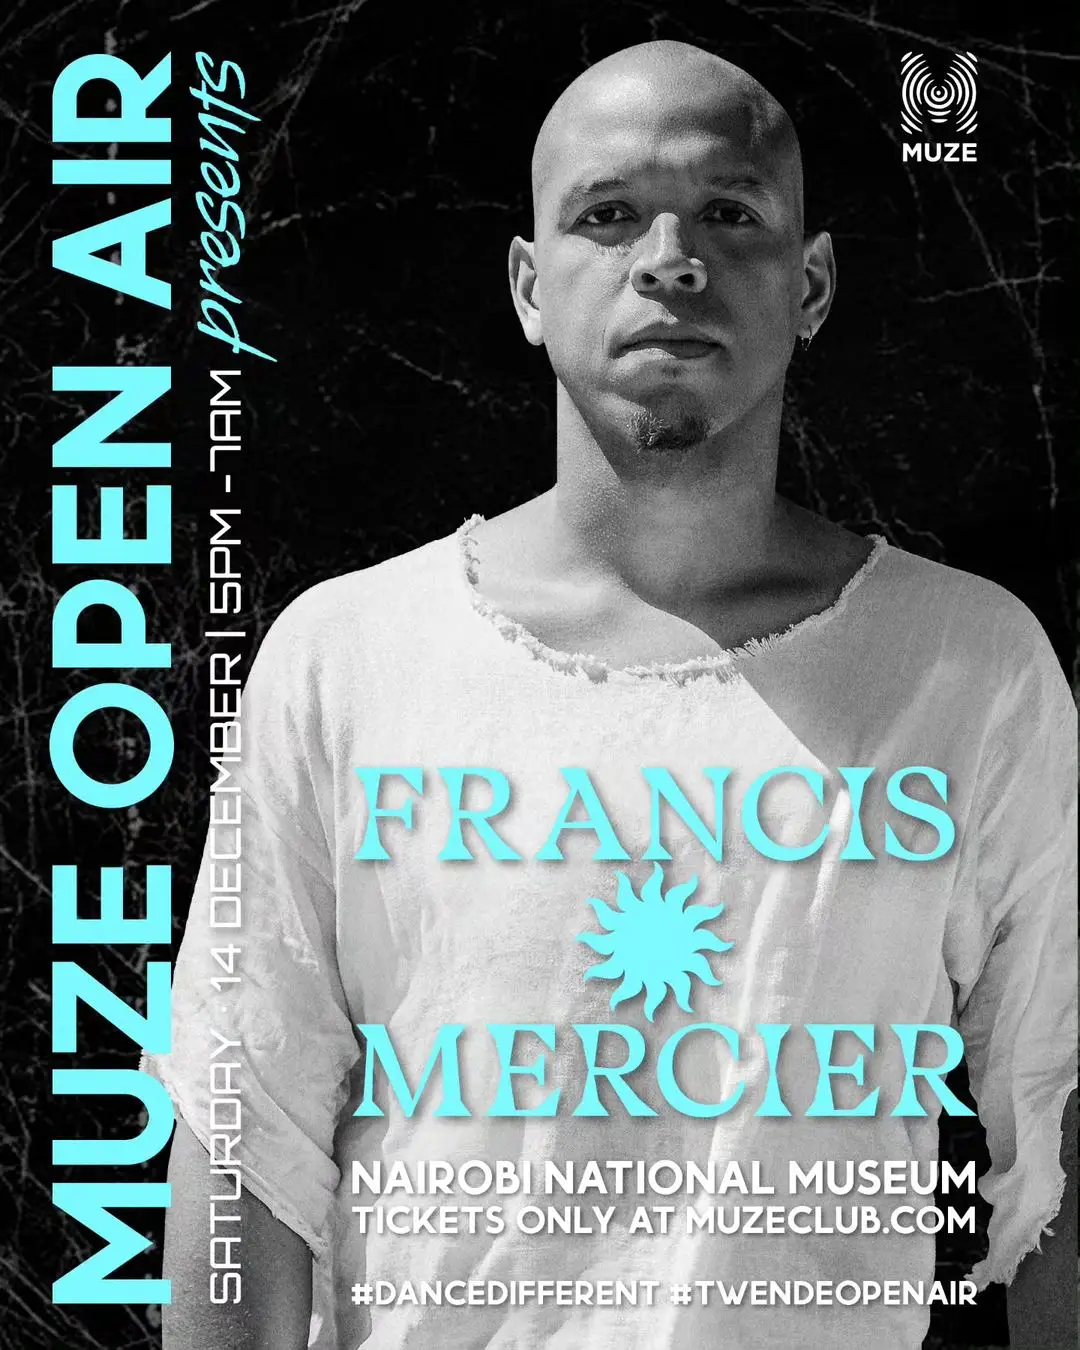 MUZE OPEN AIR
presents
SATURDAY · 14 DECEMBER | 5PM - 7AM
MUZE
FRANCIS
MERCIER
NAIROBI NATIONAL MUSEUM
TICKETS ONLY AT MUZECLUB.COM
#DANCEDIFFERENT #TWENDEOPENAIR